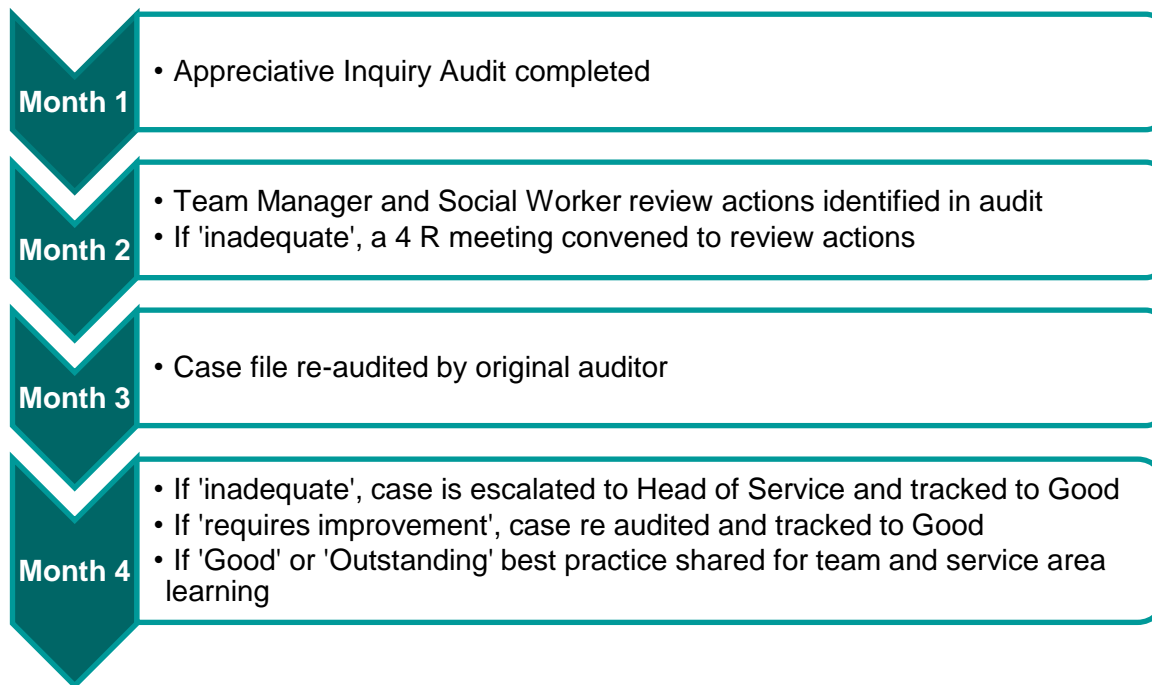 Month 1
• Appreciative Inquiry Audit completed
Month 2
• Team Manager and Social Worker review actions identified in audit
• If 'inadequate', a 4 R meeting convened to review actions
Month 3
• Case file re-audited by original auditor
Month 4
• If 'inadequate', case is escalated to Head of Service and tracked to Good
• If 'requires improvement', case re audited and tracked to Good
• If 'Good' or 'Outstanding' best practice shared for team and service area
learning